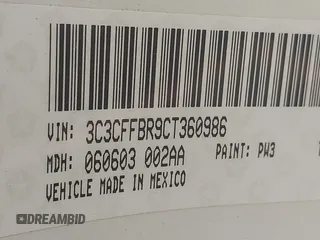 VIN: 3C3CFFBR9CT360986
MDH: 060603 002AA PAINT: PW3
VEHICLE MADE IN MEXICO
DREAMBID